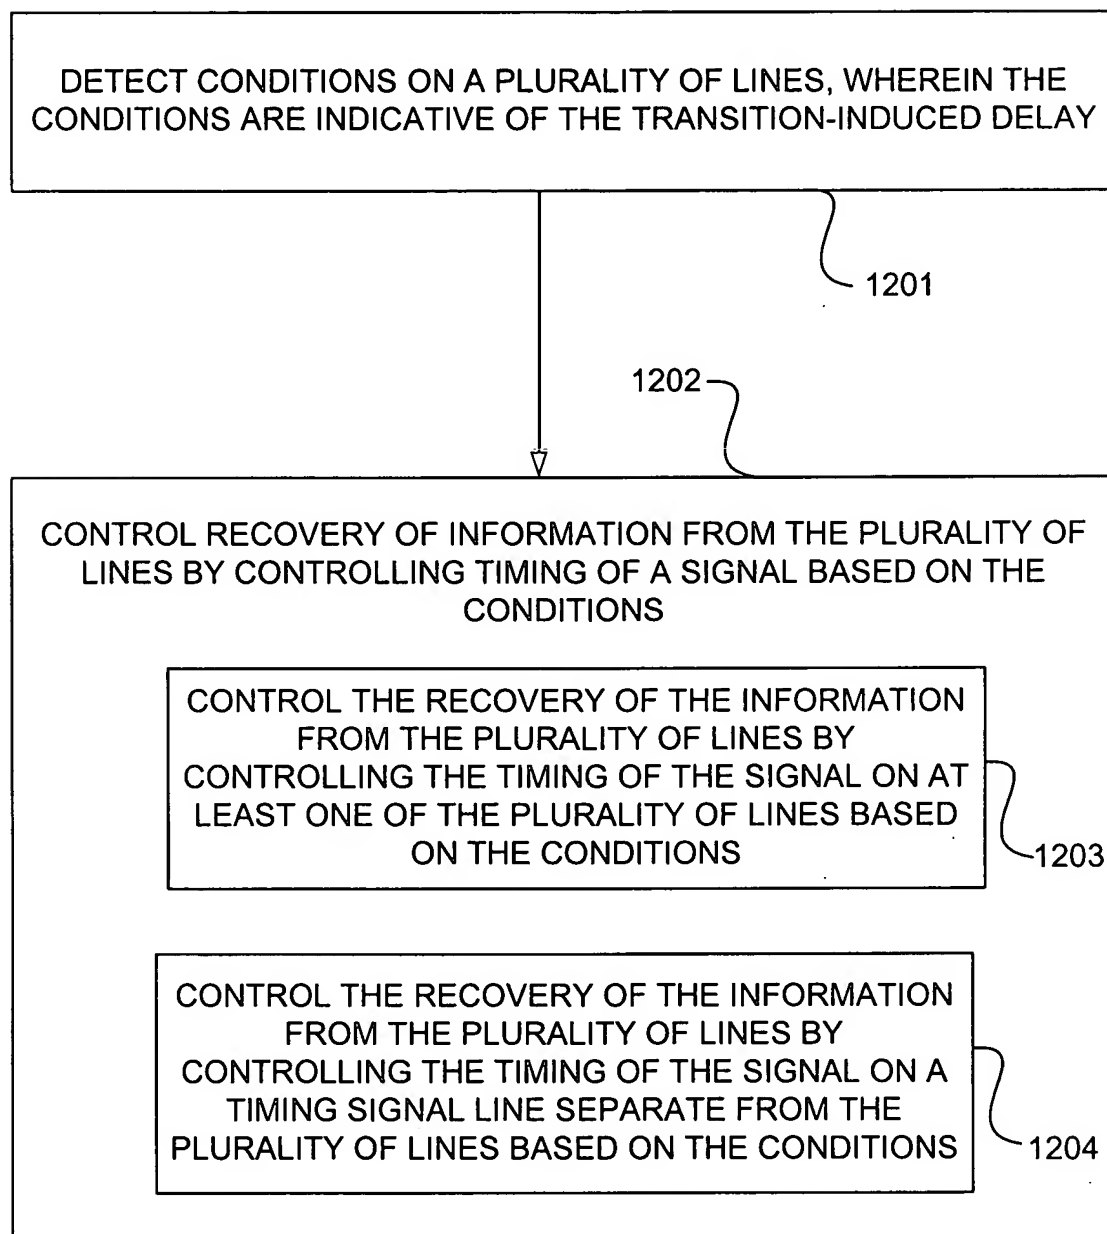 DETECT CONDITIONS ON A PLURALITY OF LINES, WHEREIN THE
CONDITIONS ARE INDICATIVE OF THE TRANSITION-INDUCED DELAY
1201
1202
CONTROL RECOVERY OF INFORMATION FROM THE PLURALITY OF
LINES BY CONTROLLING TIMING OF A SIGNAL BASED ON THE
CONDITIONS
CONTROL THE RECOVERY OF THE INFORMATION
FROM THE PLURALITY OF LINES BY
CONTROLLING THE TIMING OF THE SIGNAL ON AT
LEAST ONE OF THE PLURALITY OF LINES BASED
ON THE CONDITIONS
1203
CONTROL THE RECOVERY OF THE INFORMATION
FROM THE PLURALITY OF LINES BY
CONTROLLING THE TIMING OF THE SIGNAL ON A
TIMING SIGNAL LINE SEPARATE FROM THE
PLURALITY OF LINES BASED ON THE CONDITIONS
1204